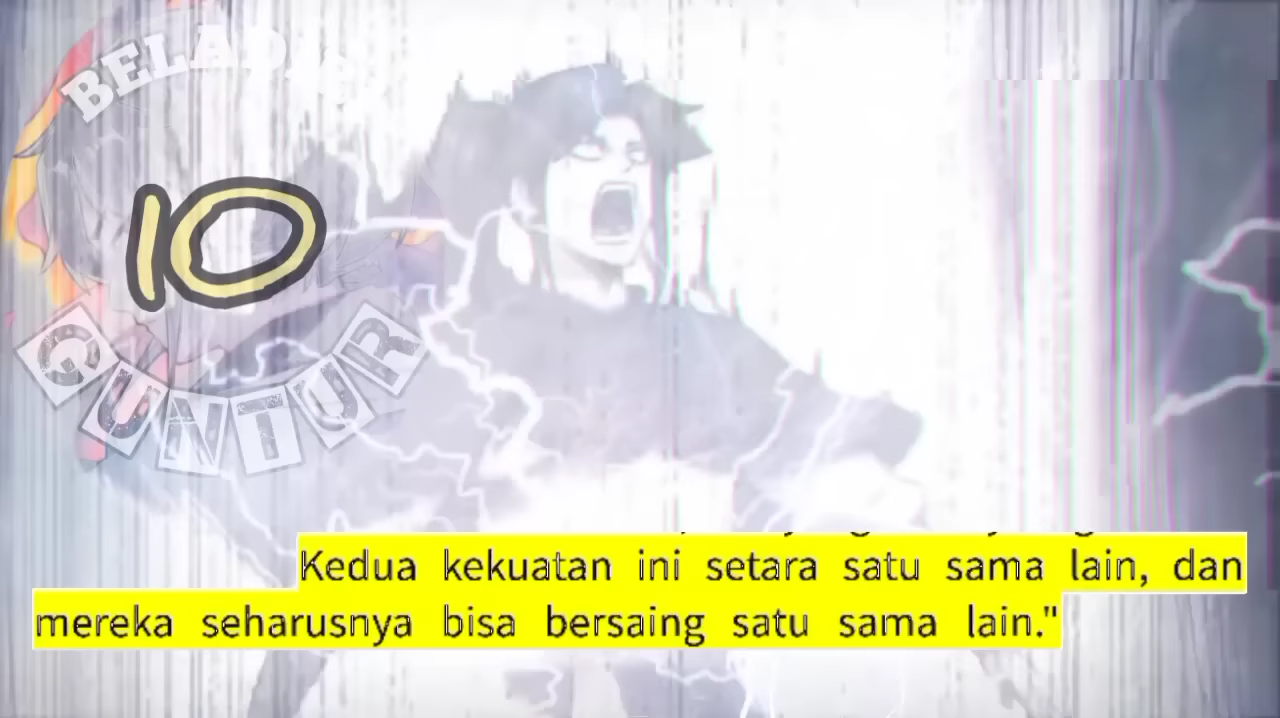 10
GUNTUR
Kedua kekuatan ini setara satu sama lain, dan
mereka seharusnya bisa bersaing satu sama lain."